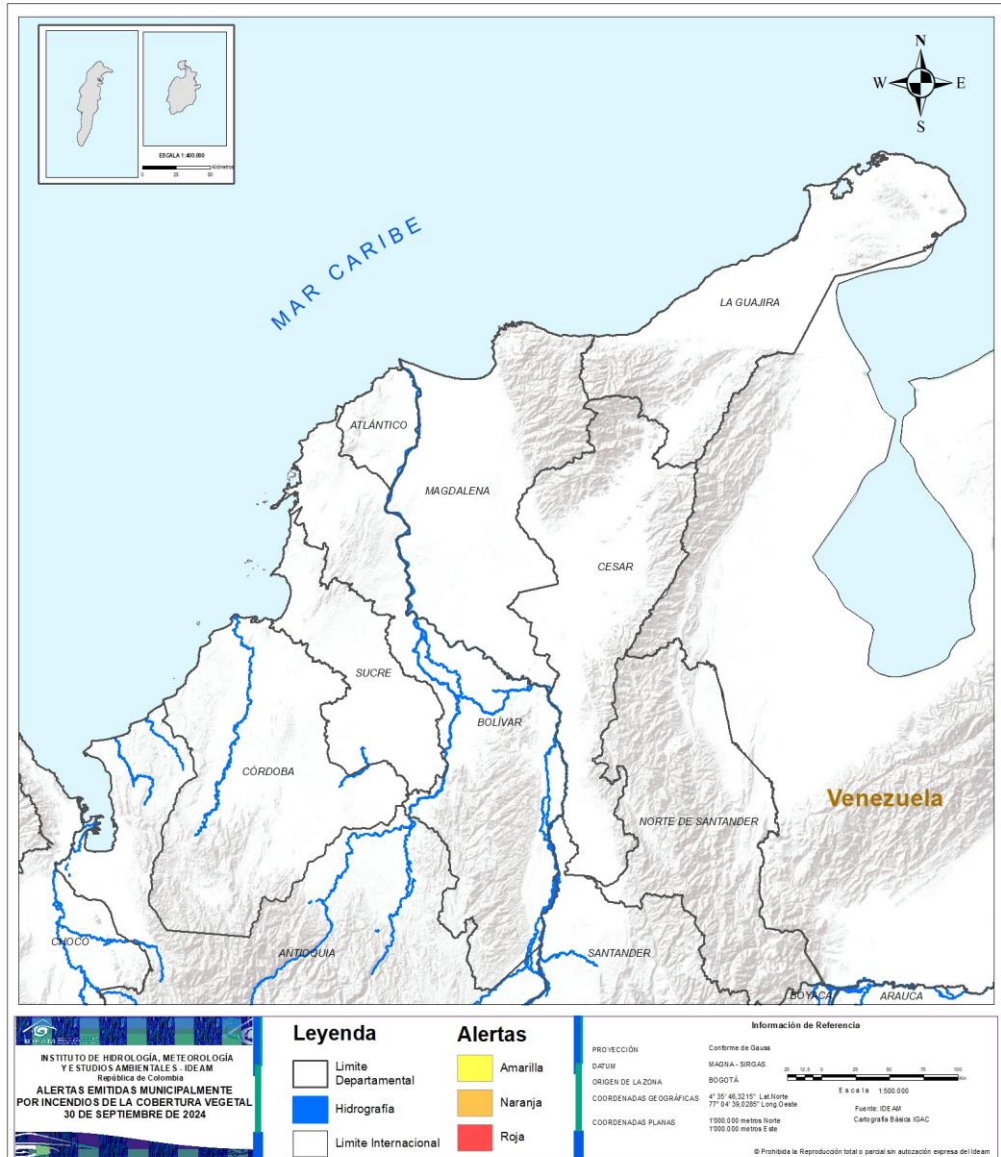 N
W E
S
ESCALA 1:400.000
Kilómetros
MAR CARIBE
LA GUAJIRA
ATLÁNTICO
MAGDALENA
CESAR
SUCRE
BOLÍVAR
CÓRDOBA
Venezuela
NORTE DE SANTANDER
CHOCO
ANTIOQUIA
SANTANDER
BOYACÁ
ARAUCA
IDEAM
INSTITUTO DE HIDROLOGÍA, METEOROLOGÍA
Y ESTUDIOS AMBIENTALES - IDEAM
República de Colombia
ALERTAS EMITIDAS MUNICIPALMENTE
POR INCENDIOS DE LA COBERTURA VEGETAL
30 DE SEPTIEMBRE DE 2024
Leyenda
Limite
Departamental
Hidrografía
Limite Internacional
Alertas
Amarilla
Naranja
Roja
Información de Referencia
PROYECCIÓN Conforme de Gauss
DATUM MAGNA - SIRGAS
ORIGEN DE LA ZONA BOGOTÁ
COORDENADAS GEOGRÁFICAS 4° 35' 46,3215" Lat.Norte
77° 04' 39,0285" Long.Oeste
COORDENADAS PLANAS 1'000.000 metros Norte
1'000.000 metros Este
Escala 1:500.000
Fuente: IDEAM
Cartografía Básica IGAC
© Prohibida la Reproducción total o parcial sin autozación expresa del Ideam